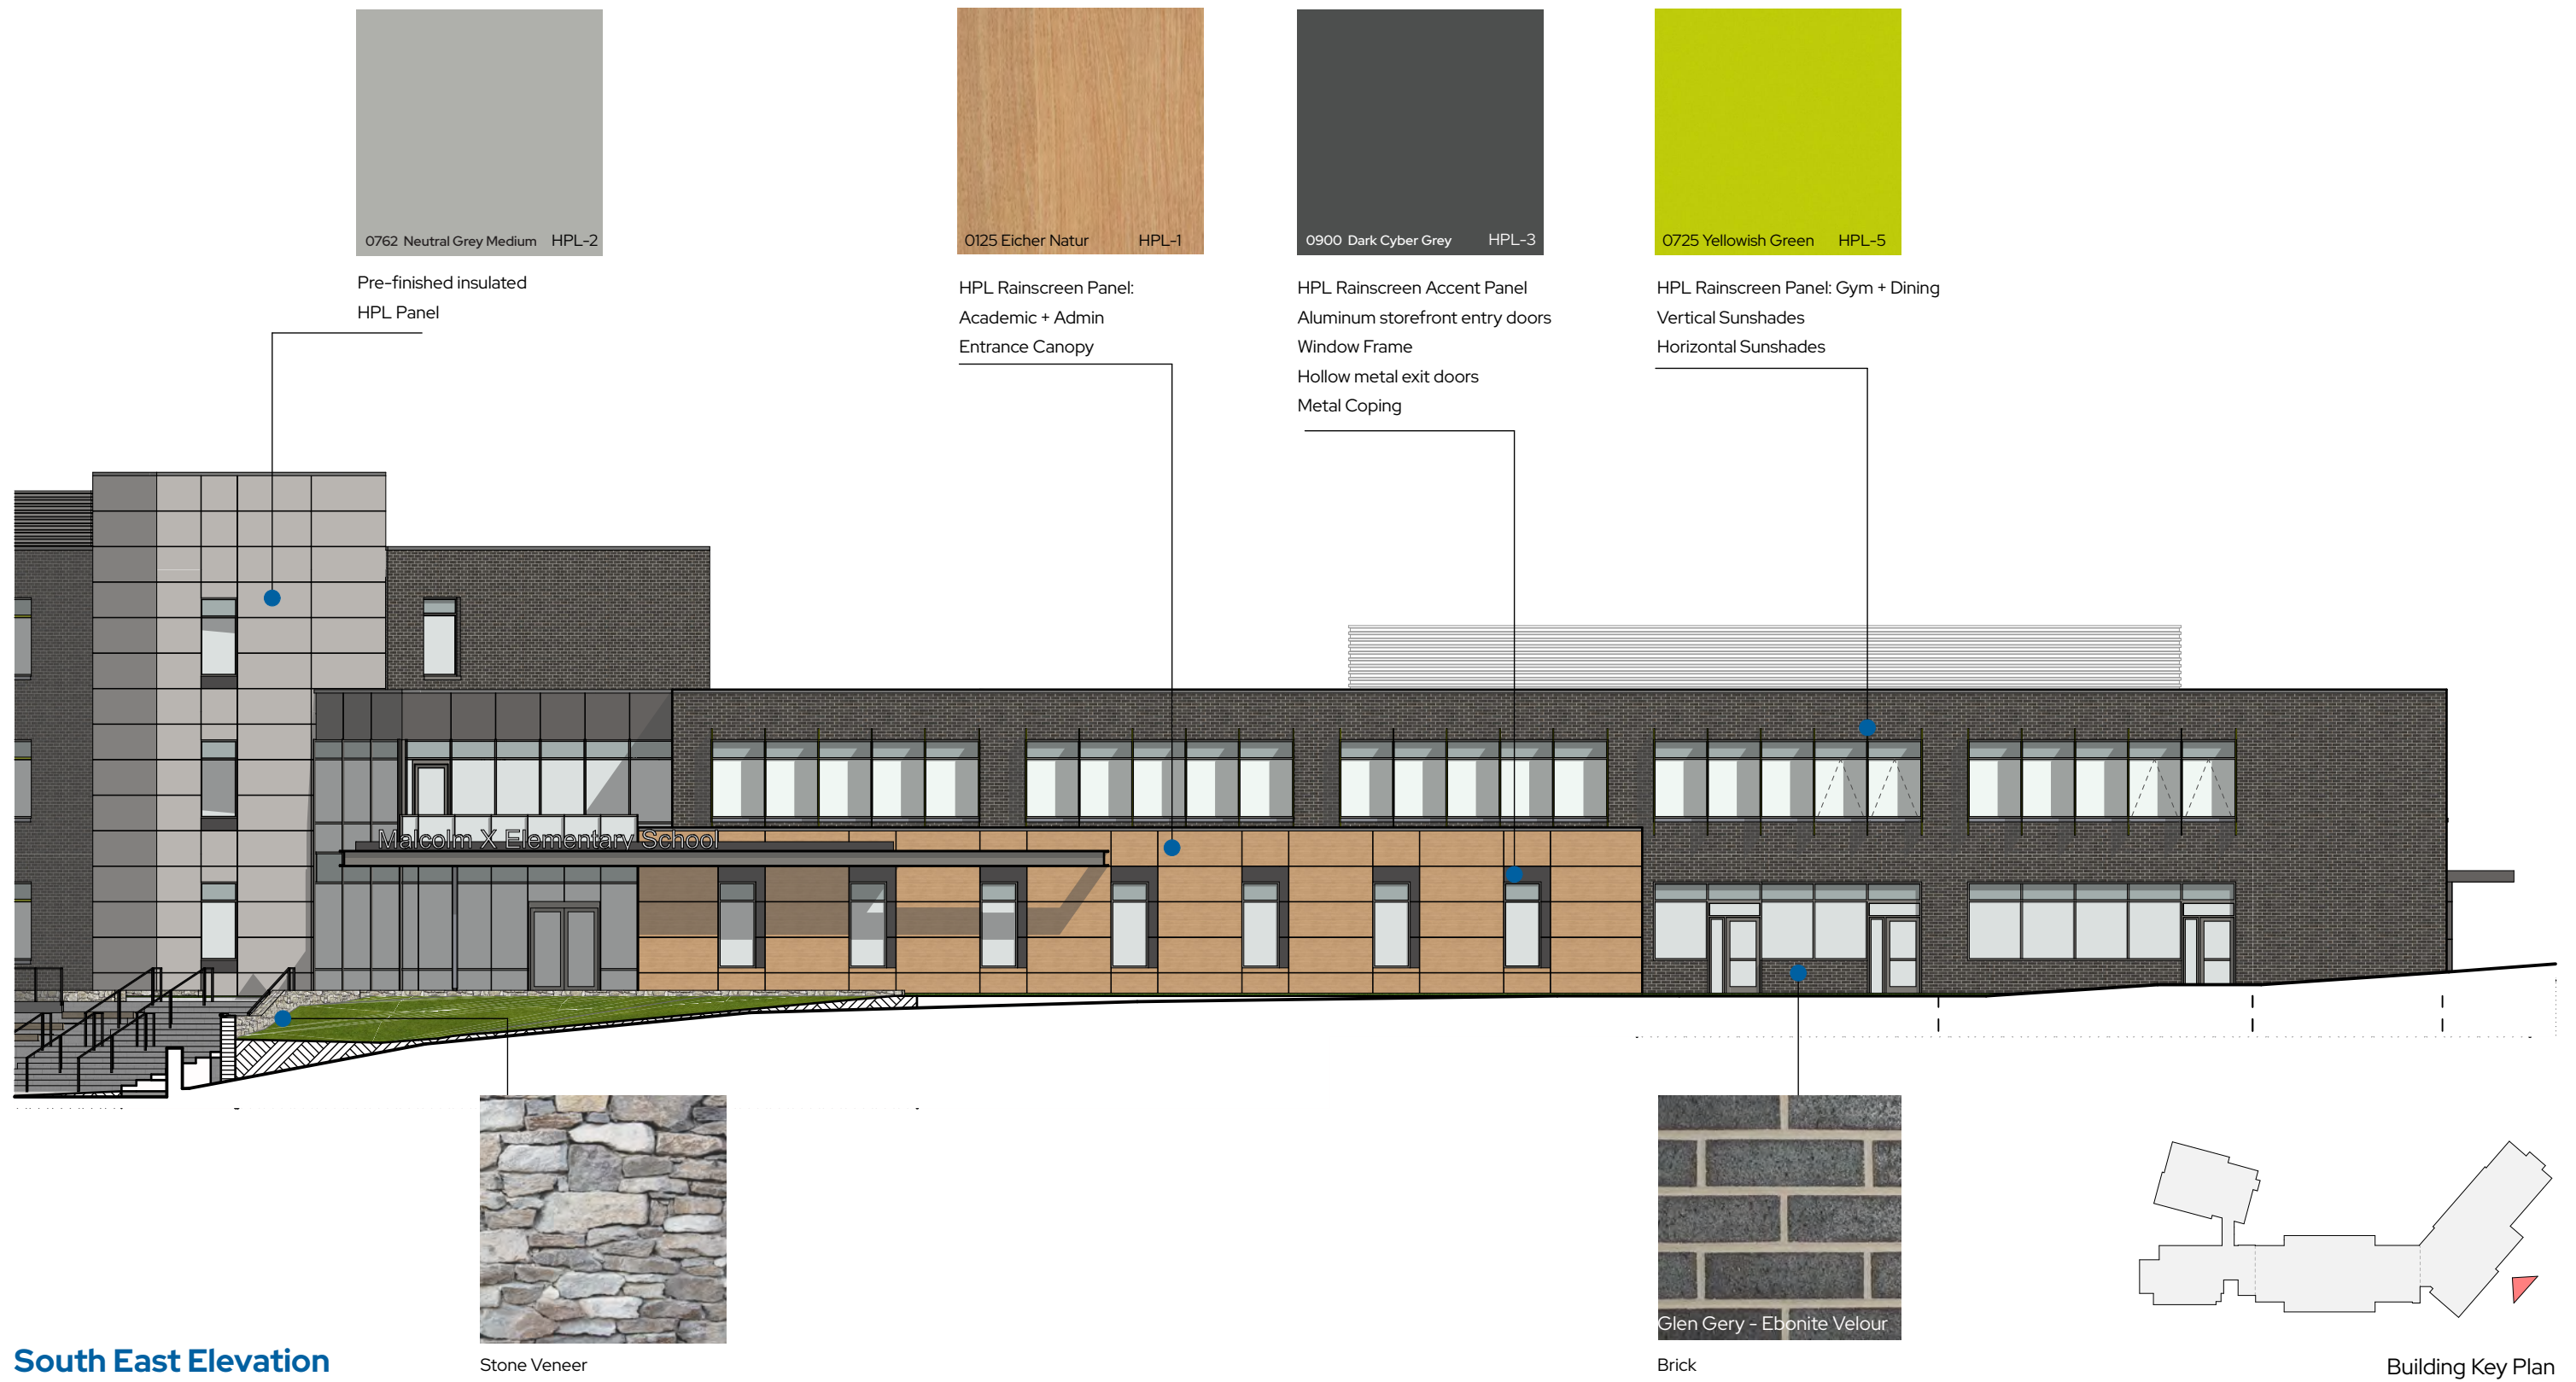 0762 Neutral Grey Medium HPL-2
Pre-finished insulated
HPL Panel
0125 Eicher Natur HPL-1
HPL Rainscreen Panel:
Academic + Admin
Entrance Canopy
0900 Dark Cyber Grey HPL-3
HPL Rainscreen Accent Panel
Aluminum storefront entry doors
Window Frame
Hollow metal exit doors
Metal Coping
0725 Yellowish Green HPL-5
HPL Rainscreen Panel: Gym + Dining
Vertical Sunshades
Horizontal Sunshades
Malcolm X Elementary School
Stone Veneer
Glen Gery - Ebonite Velour
Brick
South East Elevation
Building Key Plan